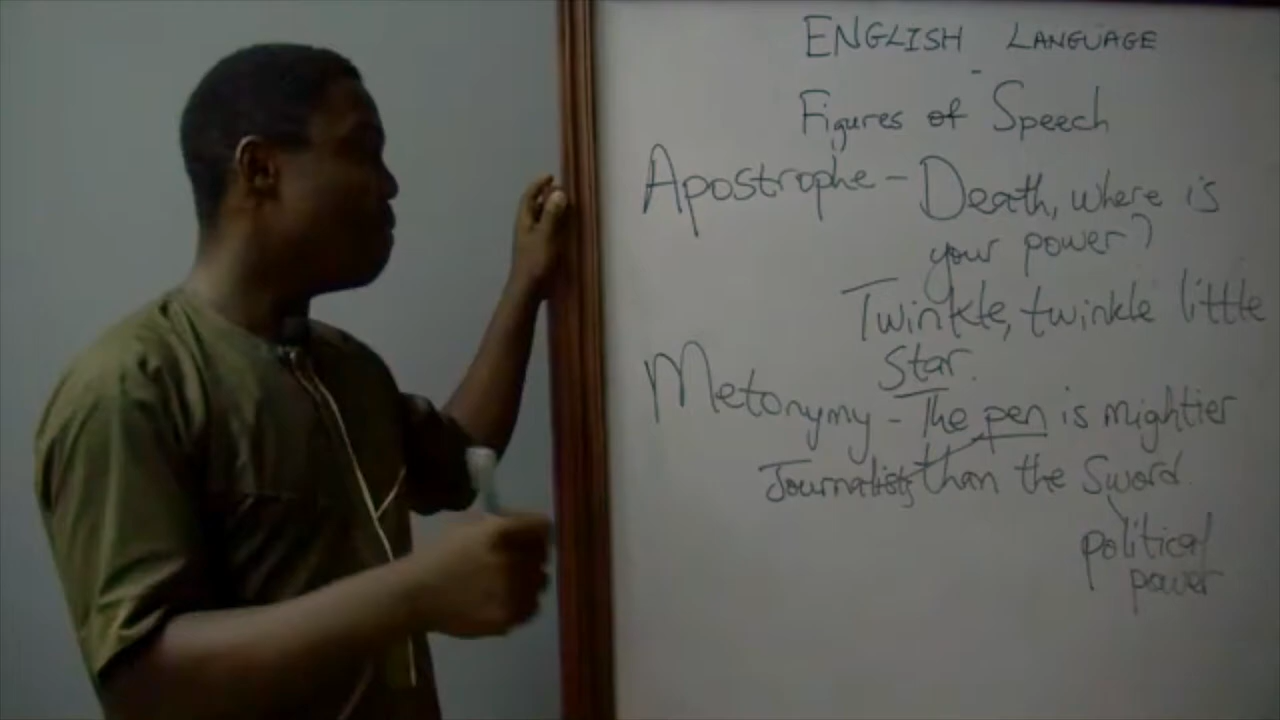 ENGLISH LANGUAGE
Figures of Speech
Apostrophe - Death, where is
your power?
Twinkle, twinkle little
Star.
Metonymy - The pen is mightier
Journalists than the Sword.
political
power